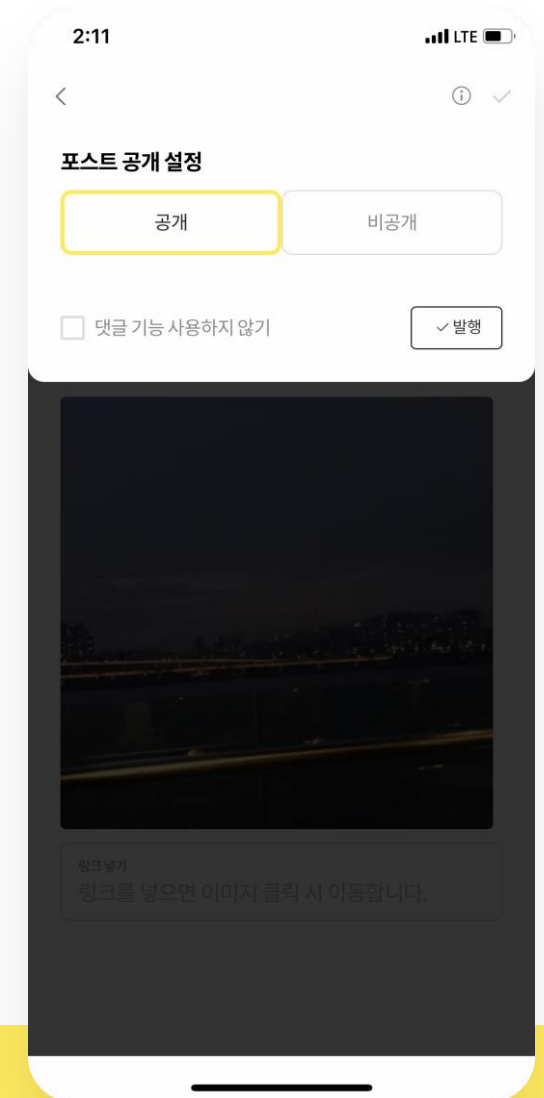 2:11
LTE
포스트 공개 설정
공개
비공개
댓글 기능 사용하지 않기
발행
링크 넣기
링크를 넣으면 이미지 클릭 시 이동합니다.